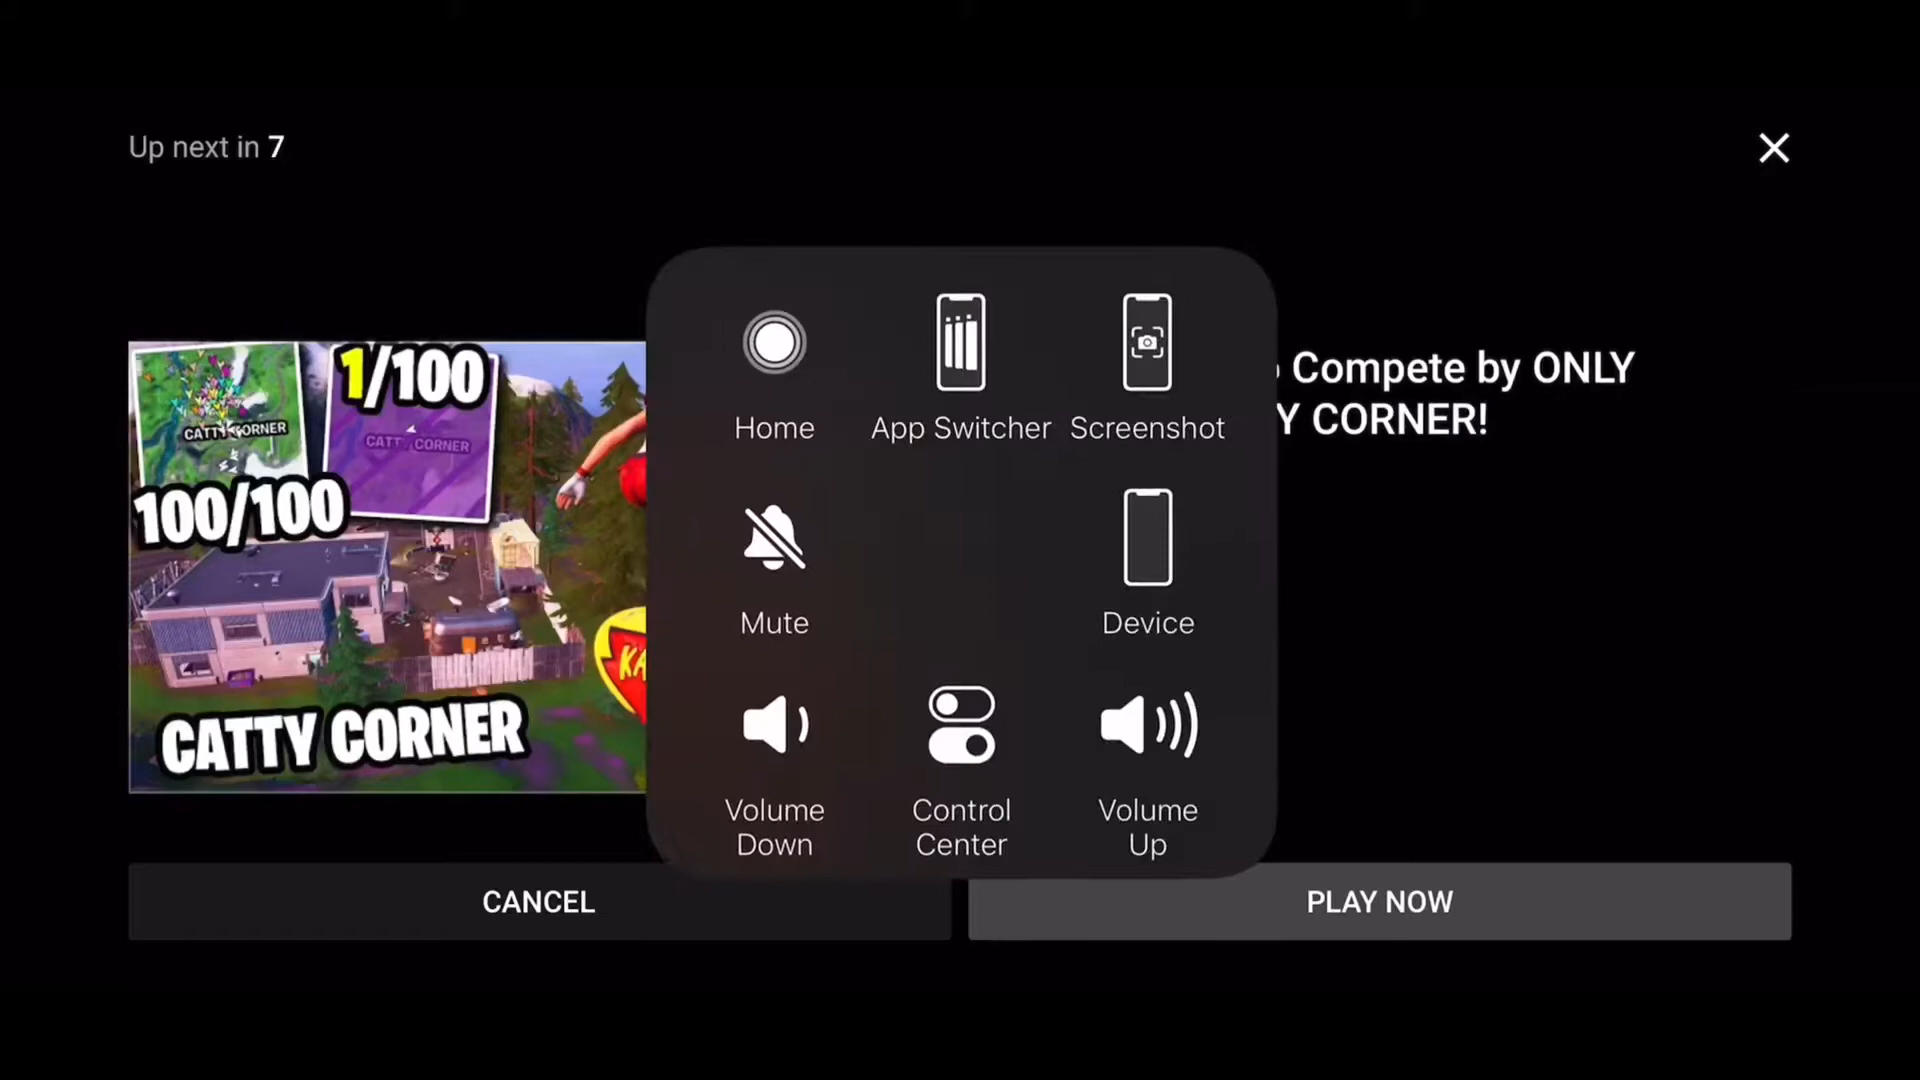 Up next in 7
Compete by ONLY
Y CORNER!
1/100
CATTY CORNER
CATTY CORNER
100/100
CATTY CORNER
Home
App Switcher
Screenshot
Mute
Device
Volume
Down
Control
Center
Volume
Up
CANCEL
PLAY NOW